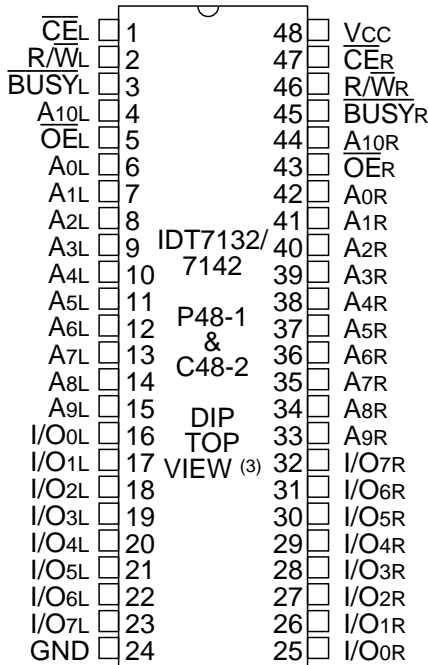 CEL 1 48 VCC
R/WL 2 47 CER
BUSYL 3 46 R/WR
A10L 4 45 BUSYR
OEL 5 44 A10R
A0L 6 43 OER
A1L 7 42 A0R
A2L 8 41 A1R
A3L 9 IDT7132/ 40 A2R
A4L 10 7142 39 A3R
A5L 11 38 A4R
A6L 12 P48-1 37 A5R
A7L 13 & 36 A6R
A8L 14 C48-2 35 A7R
A9L 15 34 A8R
I/O0L 16 DIP 33 A9R
I/O1L 17 TOP 32 I/O7R
I/O2L 18 VIEW (3) 31 I/O6R
I/O3L 19 30 I/O5R
I/O4L 20 29 I/O4R
I/O5L 21 28 I/O3R
I/O6L 22 27 I/O2R
I/O7L 23 26 I/O1R
GND 24 25 I/O0R